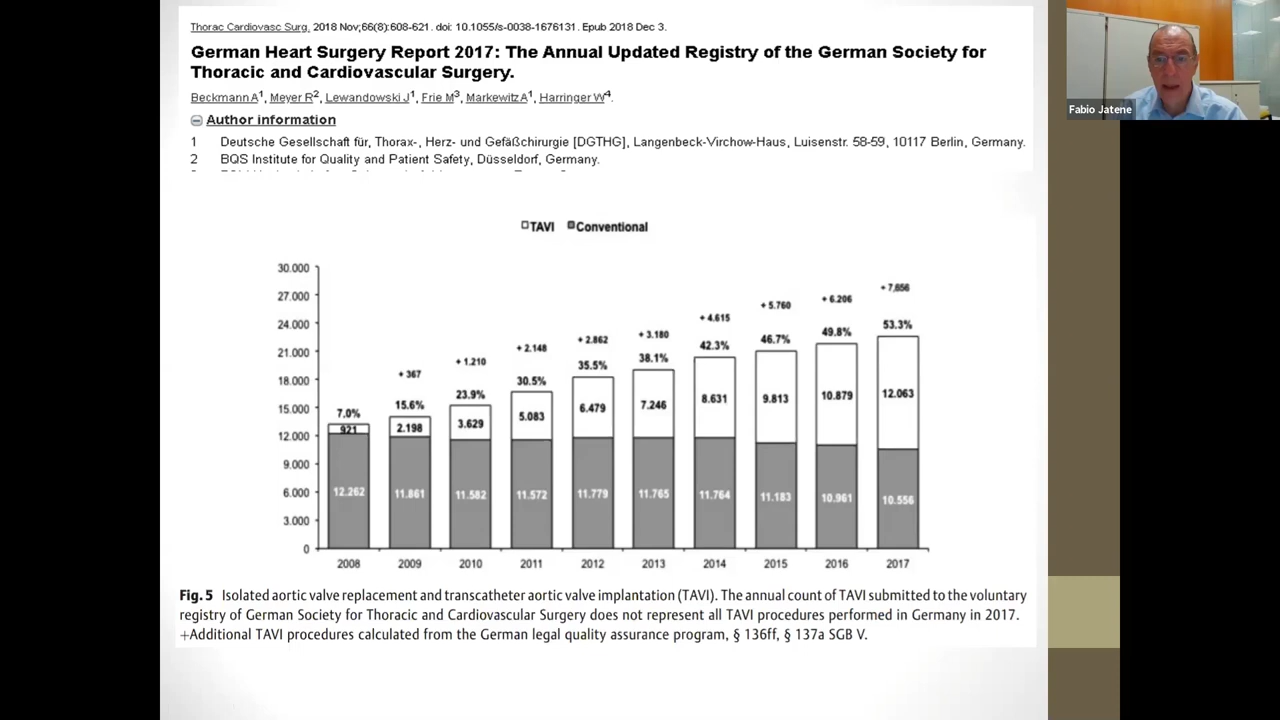 Thorac Cardiovasc Surg. 2018 Nov;66(8):608-621. doi: 10.1055/s-0038-1676131. Epub 2018 Dec 3.
German Heart Surgery Report 2017: The Annual Updated Registry of the German Society for
Thoracic and Cardiovascular Surgery.
Beckmann A1, Meyer R2, Lewandowski J1, Frie M3, Markewitz A1, Harringer W4.
Author information
1 Deutsche Gesellschaft für, Thorax-, Herz- und Gefäßchirurgie [DGTHG], Langenbeck-Virchow-Haus, Luisenstr. 58-59, 10117 Berlin, Germany.
2 BQS Institute for Quality and Patient Safety, Düsseldorf, Germany.
Fabio Jatene
TAVI Conventional
30.000
27.000
24.000
21.000
18.000
15.000
12.000
9.000
6.000
3.000
0
+ 367 + 1.210 + 2.148 + 2.862 + 3.180 + 4.615 + 5.760 + 6.206 + 7,656
7.0% 15.6% 23.9% 30.5% 35.5% 38.1% 42.3% 46.7% 49.8% 53.3%
921 2.198 3.629 5.083 6.479 7.246 8.631 9.813 10.879 12.063
12.262 11.861 11.582 11.572 11.779 11.765 11.764 11.183 10.961 10.556
2008 2009 2010 2011 2012 2013 2014 2015 2016 2017
Fig. 5 Isolated aortic valve replacement and transcatheter aortic valve implantation (TAVI). The annual count of TAVI submitted to the voluntary
registry of German Society for Thoracic and Cardiovascular Surgery does not represent all TAVI procedures performed in Germany in 2017.
+Additional TAVI procedures calculated from the German legal quality assurance program, § 136ff, § 137a SGB V.